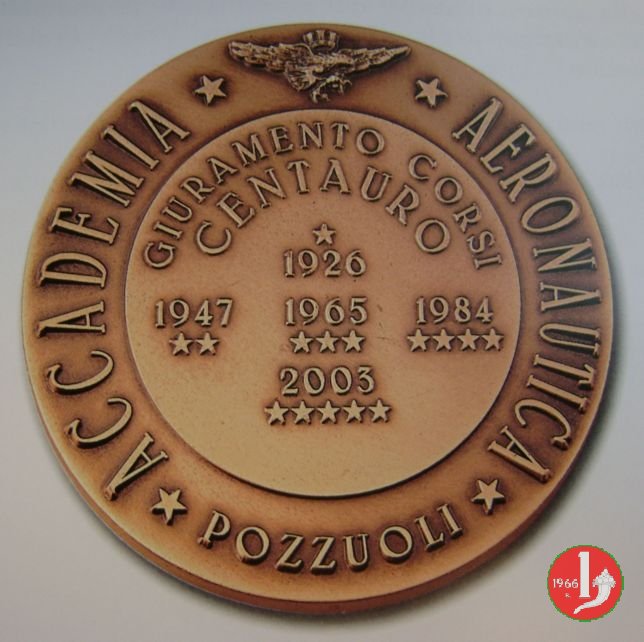 ACCADEMIA AERONAUTICA
POZZUOLI
GIURAMENTO CORSI
CENTAURO
1926
1947 1965 1984
2003
1966
R.